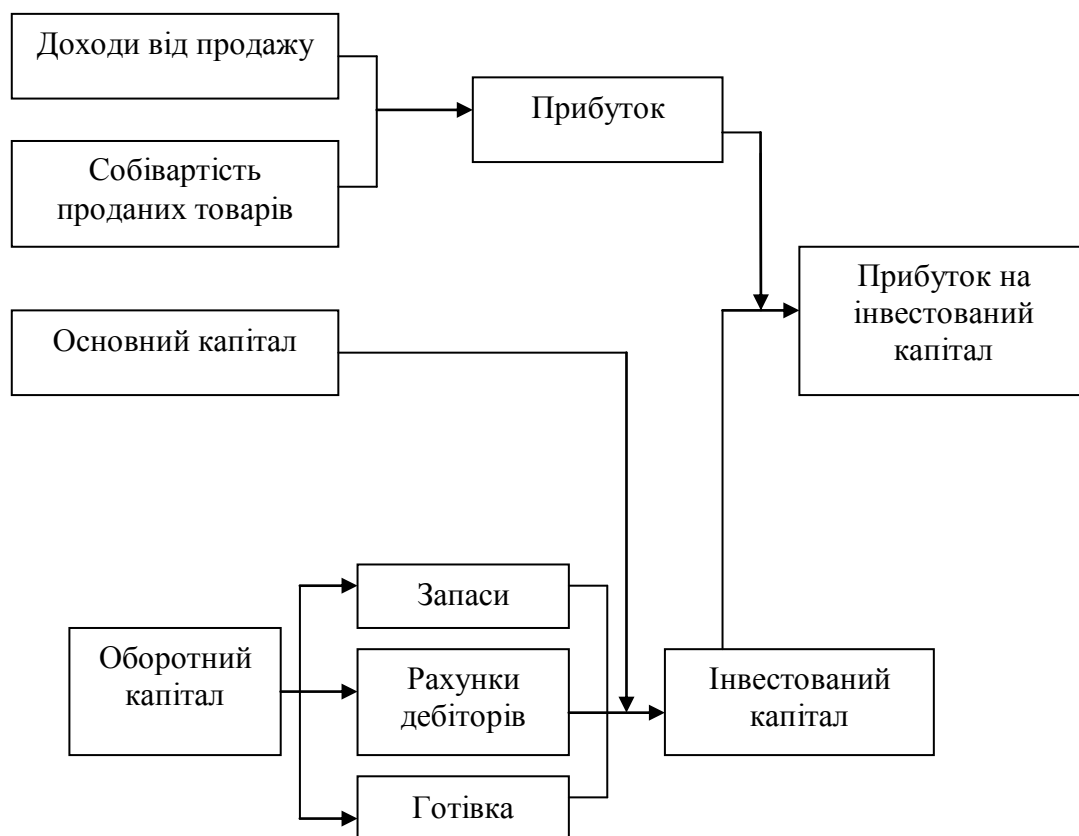 Доходи від продажу
Прибуток
Собівартість
проданих товарів
Прибуток на
інвестований
капітал
Основний капітал
Запаси
Оборотний
капітал
Рахунки
дебіторів
Інвестований
капітал
Готівка